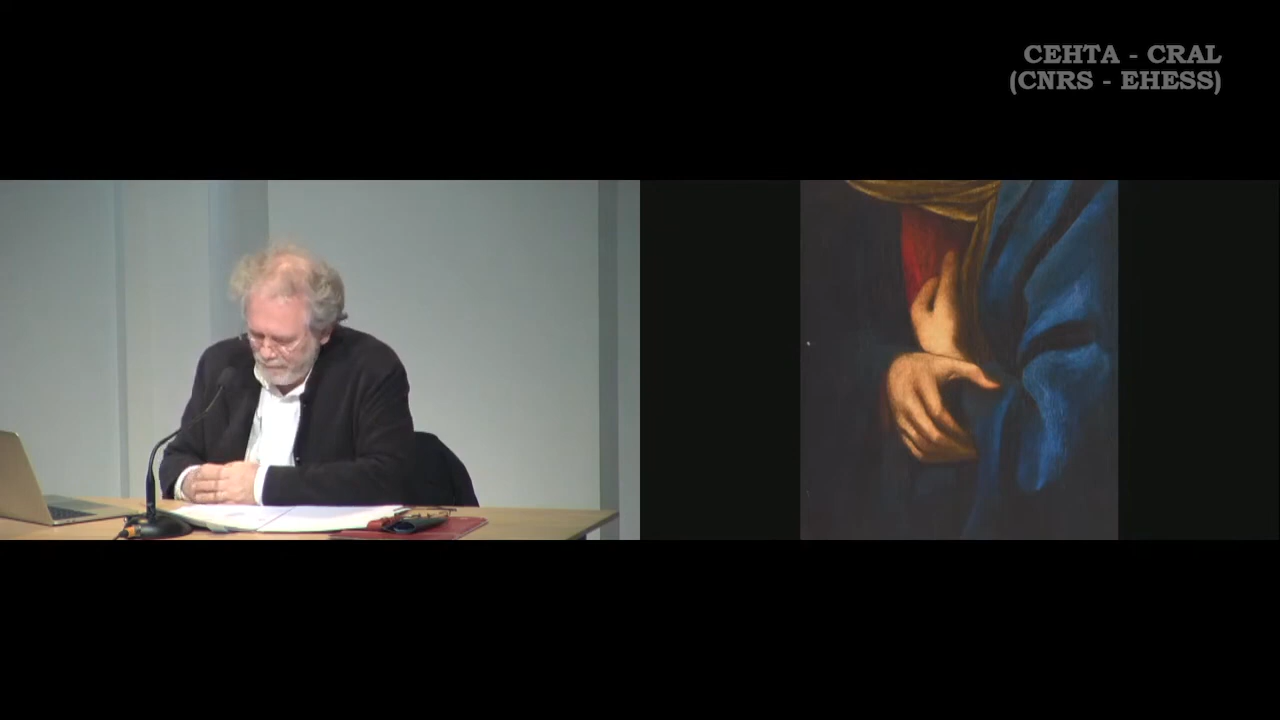 CEHTA - CRAL
(CNRS - EHESS)